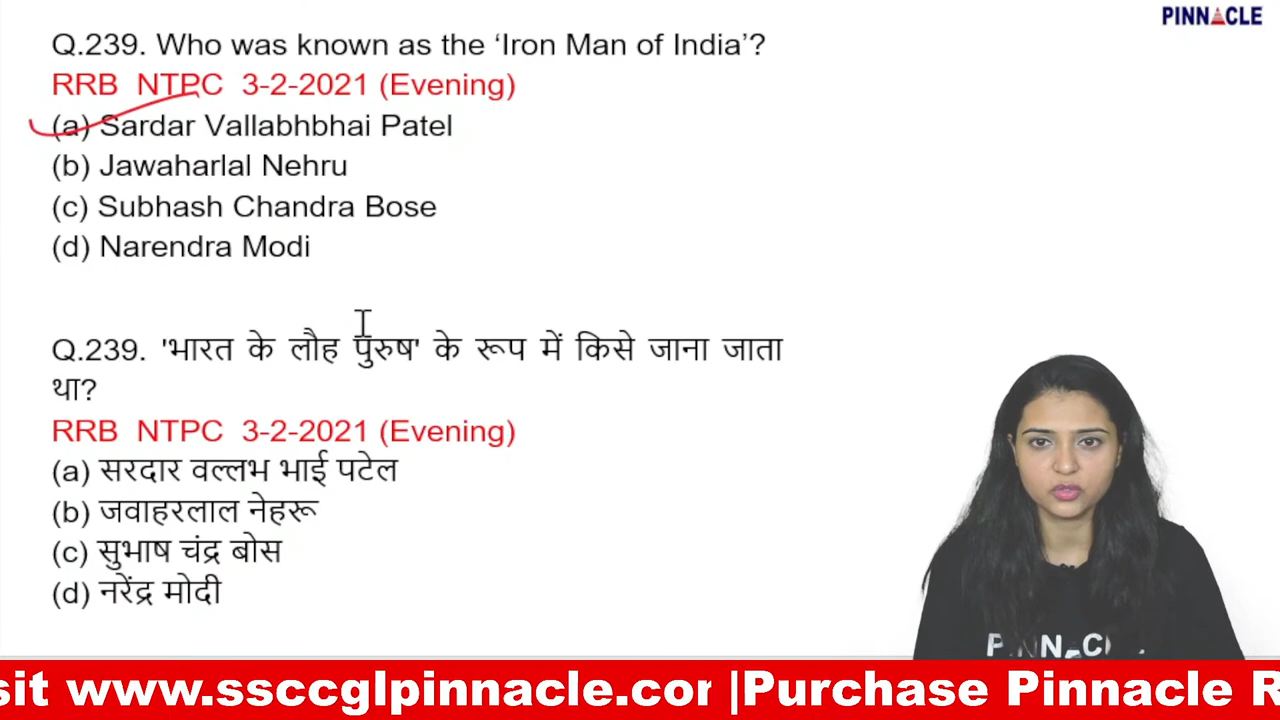 PINNACLE
Q.239. Who was known as the ‘Iron Man of India’?
RRB NTPC 3-2-2021 (Evening)
(a) Sardar Vallabhbhai Patel
(b) Jawaharlal Nehru
(c) Subhash Chandra Bose
(d) Narendra Modi
Q.239. 'भारत के लौह पुरुष' के रूप में किसे जाना जाता
था?
RRB NTPC 3-2-2021 (Evening)
(a) सरदार वल्लभ भाई पटेल
(b) जवाहरलाल नेहरू
(c) सुभाष चंद्र बोस
(d) नरेंद्र मोदी
www.ssccglpinnacle.com |Purchase Pinnacle